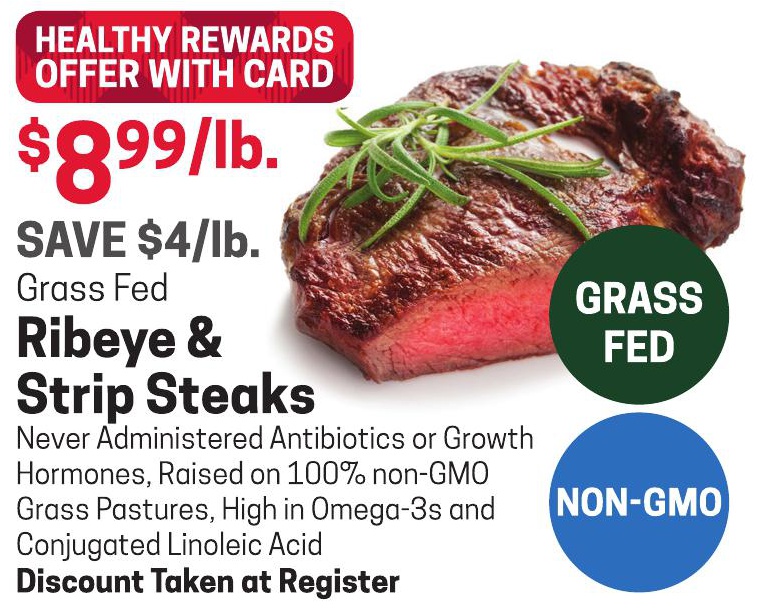 HEALTHY REWARDS
OFFER WITH CARD
$8.99/lb.
SAVE $4/lb.
Grass Fed
Ribeye &
Strip Steaks
Never Administered Antibiotics or Growth
Hormones, Raised on 100% non-GMO
Grass Pastures, High in Omega-3s and
Conjugated Linoleic Acid
Discount Taken at Register
GRASS
FED
NON-GMO